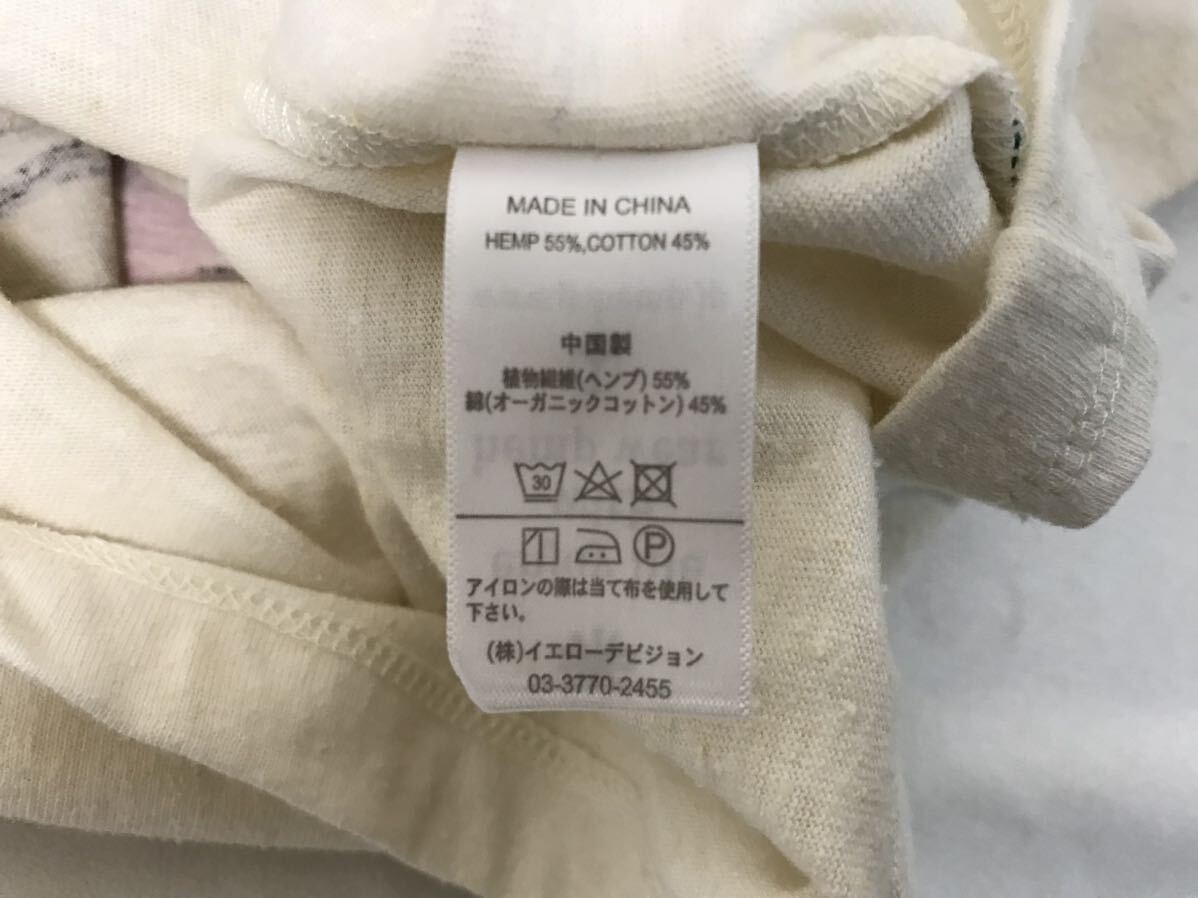 MADE IN CHINA
HEMP 55%,COTTON 45%
中国製
植物繊維(ヘンプ) 55%
綿(オーガニックコットン) 45%
30
P
アイロンの際は当て布を使用して
下さい。
(株)イエローデビジョン
03-3770-2455
hemp wear